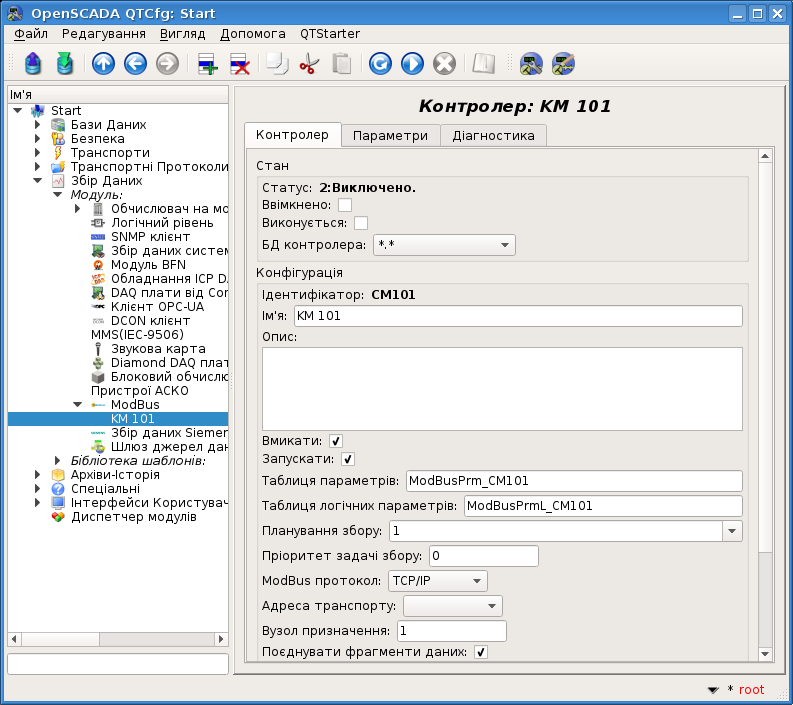 OpenSCADA QTCfg: Start
Файл Редагування Вигляд Допомога QTStarter
Ім'я
Start
Бази Даних
Безпека
Транспорти
Транспортні Протоколи
Збір Даних
Модуль:
Обчислювач на мо
Логічний рівень
SNMP клієнт
Збір даних систем
Модуль BFN
Обладнання ICP D
DAQ плати від Co
Клієнт OPC-UA
DCON клієнт
MMS(IEC-9506)
Звукова карта
Diamond DAQ плат
Блоковий обчислю
Пристрої АСКО
ModBus
КМ 101
Збір даних Siemen
Шлюз джерел дан
Бібліотека шаблонів:
Архіви-Історія
Спеціальні
Інтерфейси Користувач
Диспетчер модулів
Контролер: КМ 101
Контролер Параметри Діагностика
Стан
Статус: 2:Виключено.
Ввімкнено:
Виконується:
БД контролера: *.*
Конфігурація
Ідентифікатор: CM101
Ім'я: КМ 101
Опис:
Вмикати:
Запускати:
Таблиця параметрів: ModBusPrm_CM101
Таблиця логічних параметрів: ModBusPrmL_CM101
Планування збору: 1
Пріоритет задачі збору: 0
ModBus протокол: TCP/IP
Адреса транспорту:
Вузол призначення: 1
Поєднувати фрагменти даних:
* root